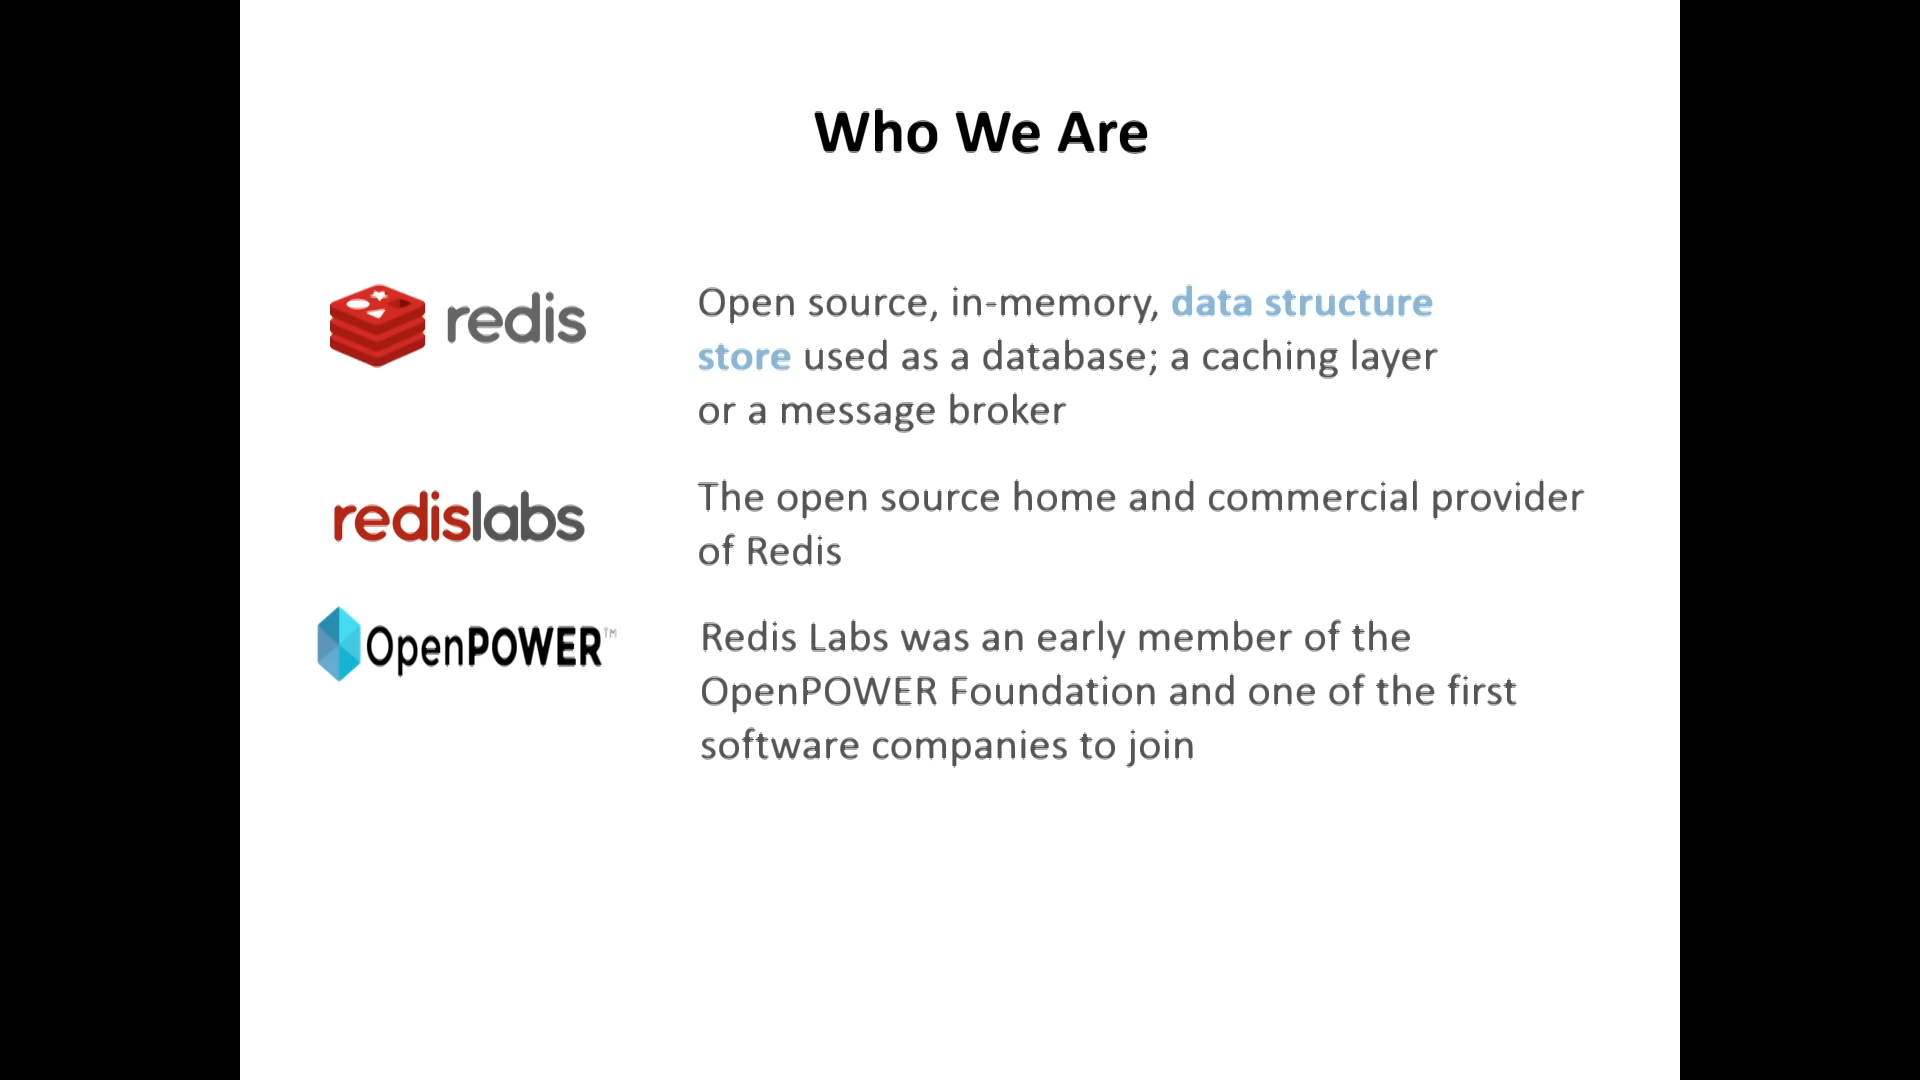 Who We Are
redis
Open source, in-memory, data structure
store used as a database; a caching layer
or a message broker
redislabs
The open source home and commercial provider
of Redis
OpenPOWER™
Redis Labs was an early member of the
OpenPOWER Foundation and one of the first
software companies to join